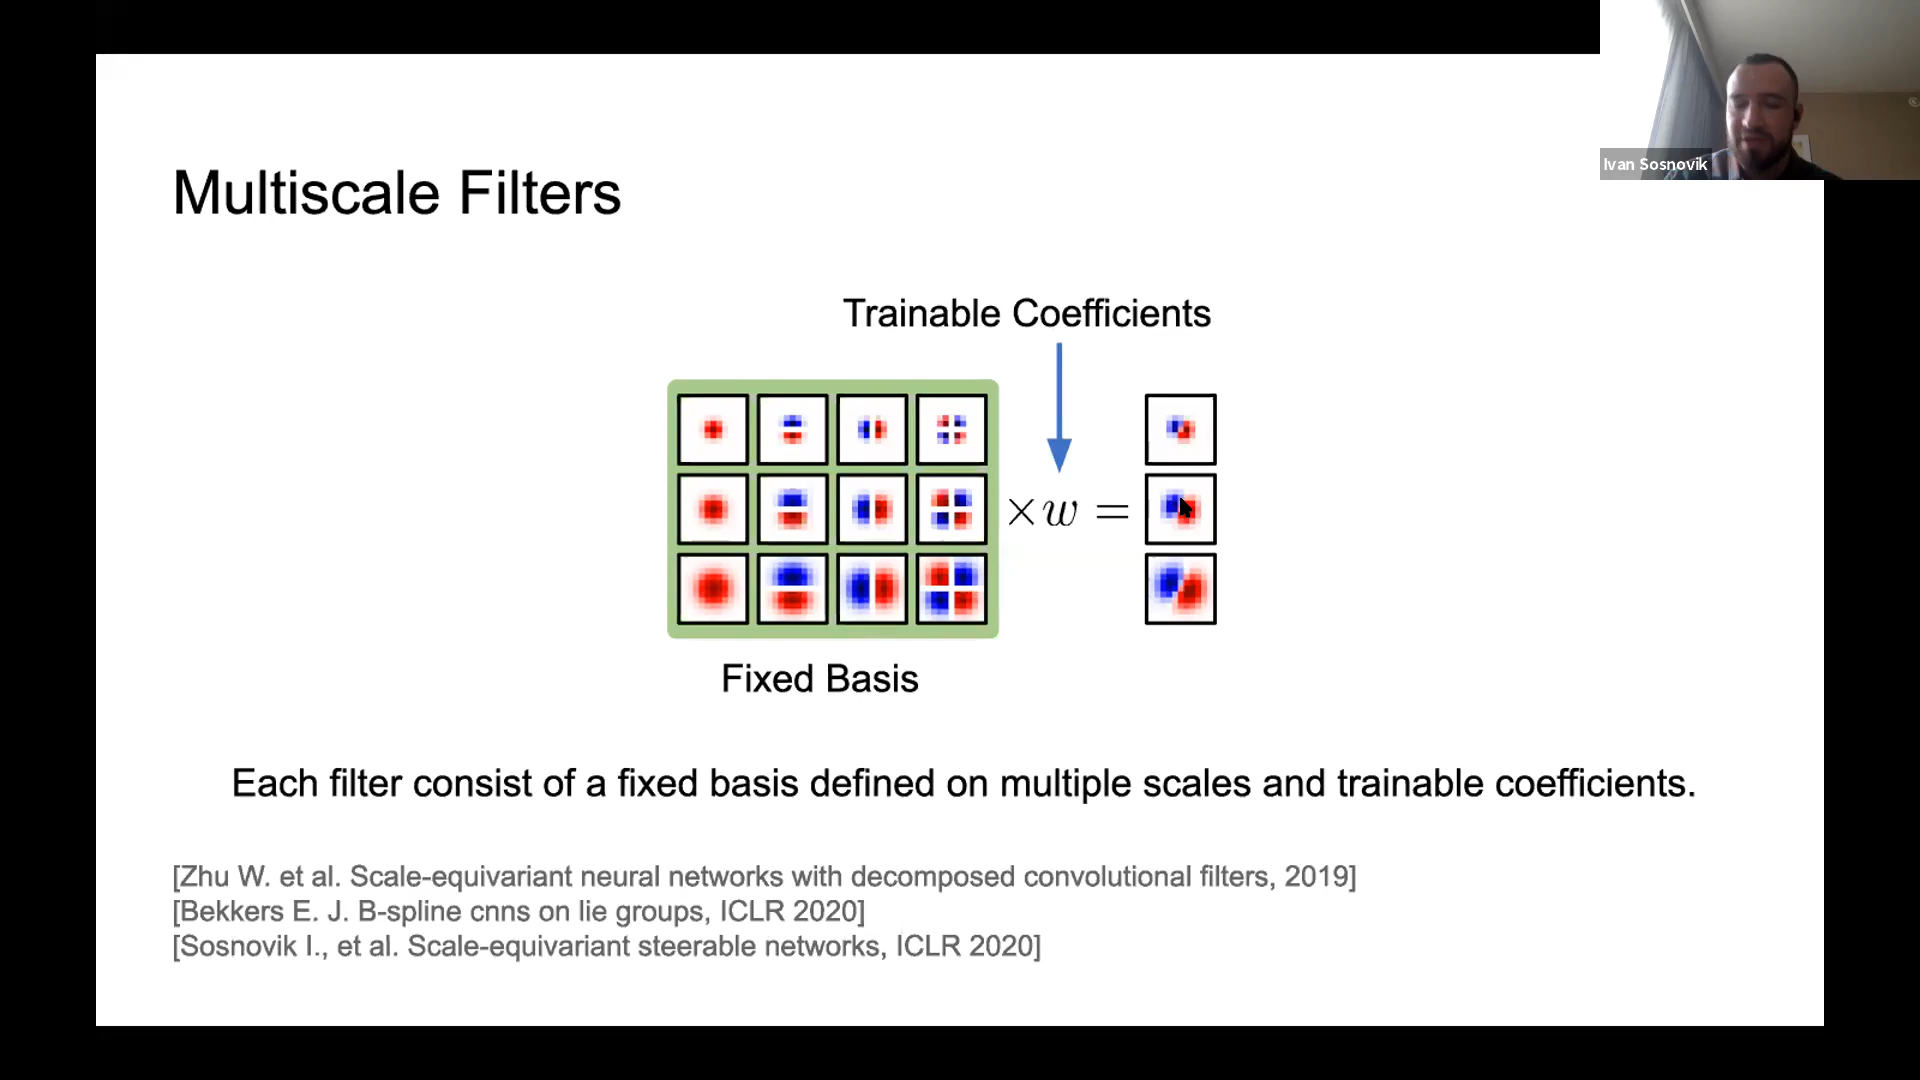 Ivan Sosnovik
Multiscale Filters
Trainable Coefficients
×w =
Fixed Basis
Each filter consist of a fixed basis defined on multiple scales and trainable coefficients.
[Zhu W. et al. Scale-equivariant neural networks with decomposed convolutional filters, 2019]
[Bekkers E. J. B-spline cnns on lie groups, ICLR 2020]
[Sosnovik I., et al. Scale-equivariant steerable networks, ICLR 2020]